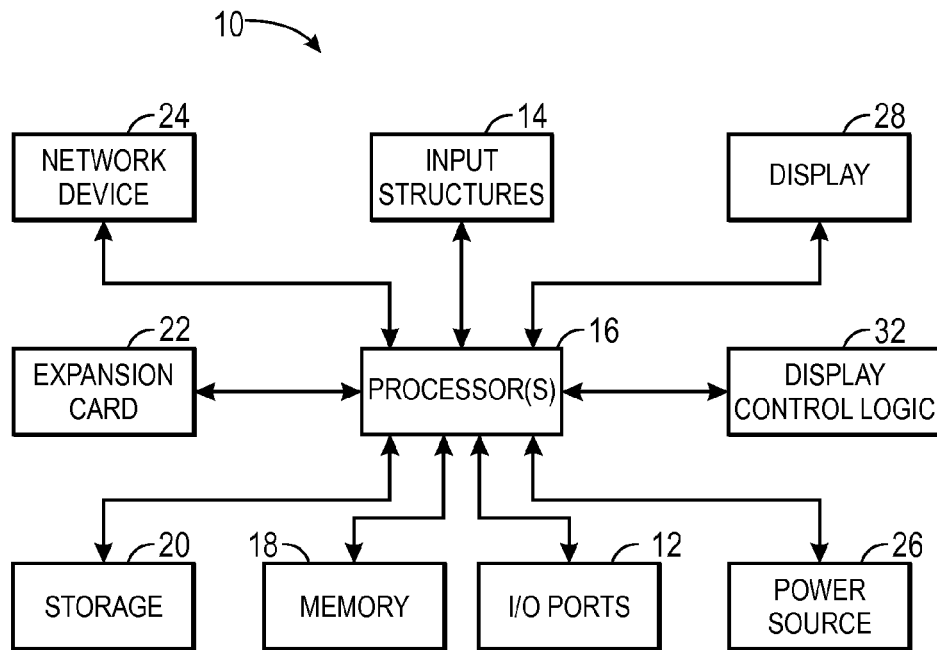 10
24
14
28
NETWORK
DEVICE
INPUT
STRUCTURES
DISPLAY
22
16
32
EXPANSION
CARD
PROCESSOR(S)
DISPLAY
CONTROL LOGIC
20
18
12
26
STORAGE
MEMORY
I/O PORTS
POWER
SOURCE